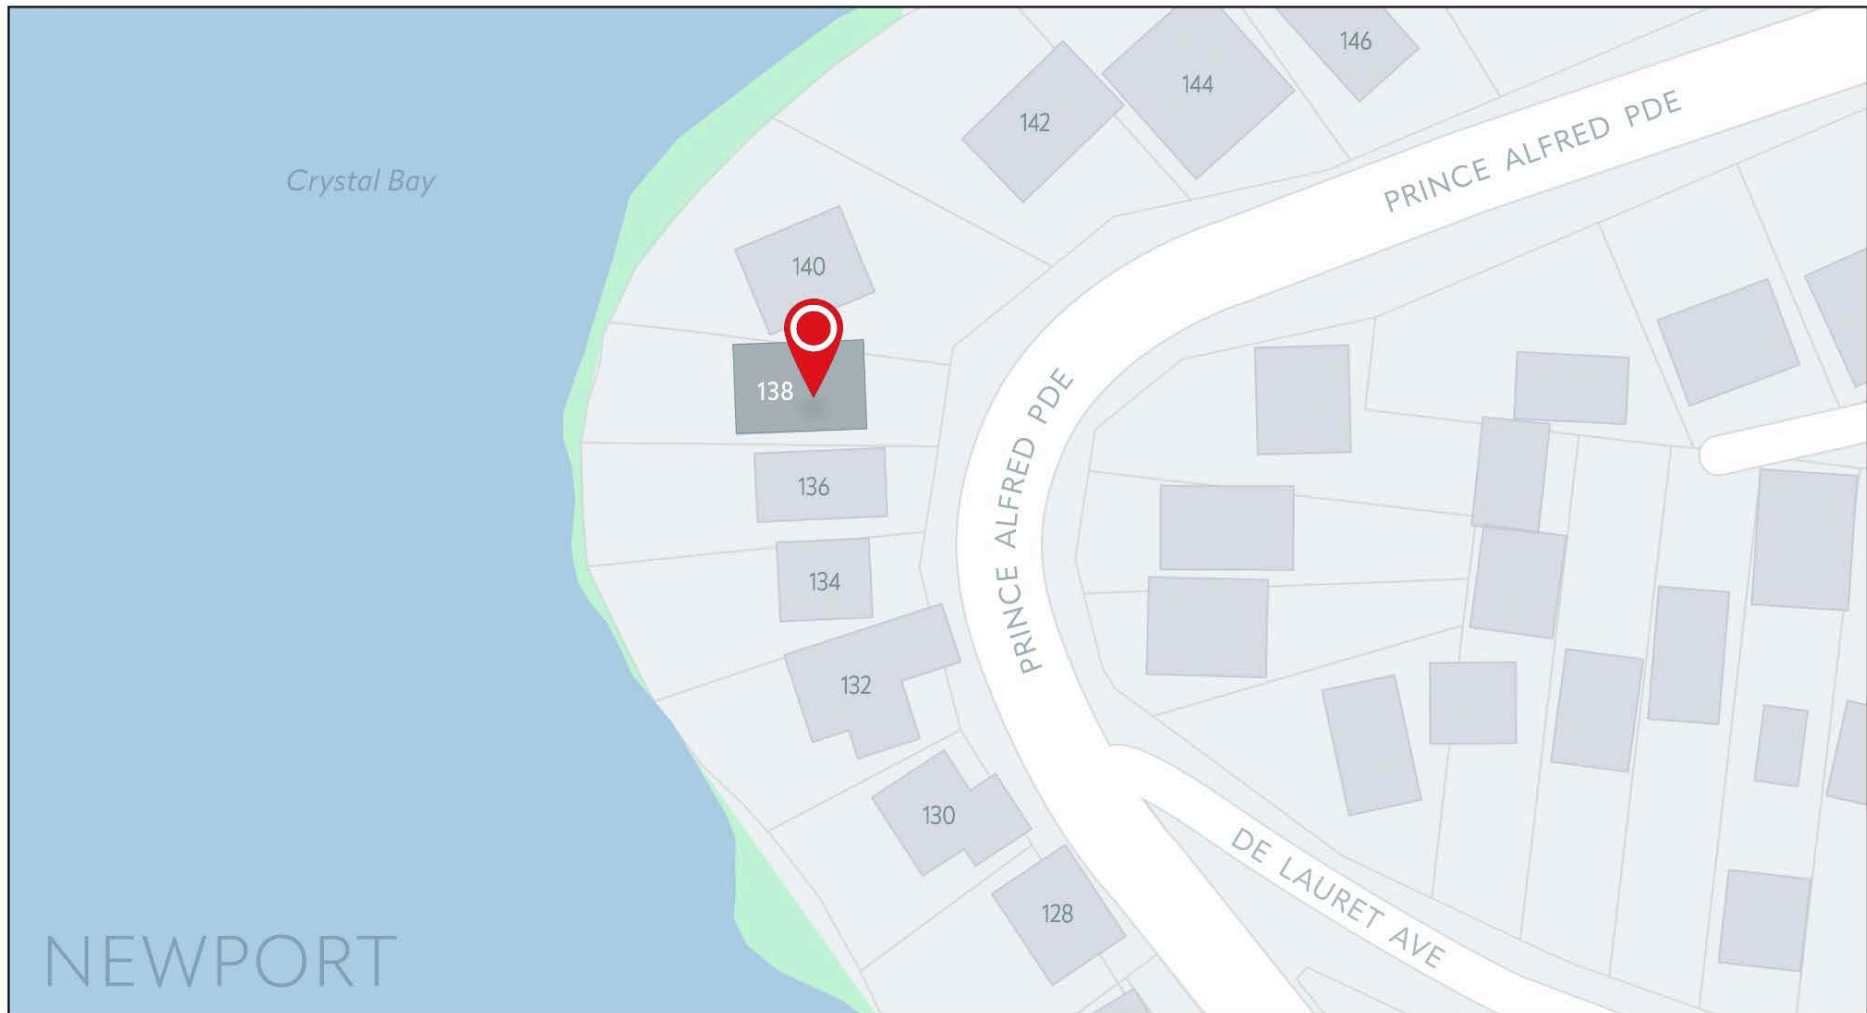 146
144
142
PRINCE ALFRED PDE
Crystal Bay
140
138
PRINCE ALFRED PDE
136
134
132
130
128
DE LAURET AVE
NEWPORT